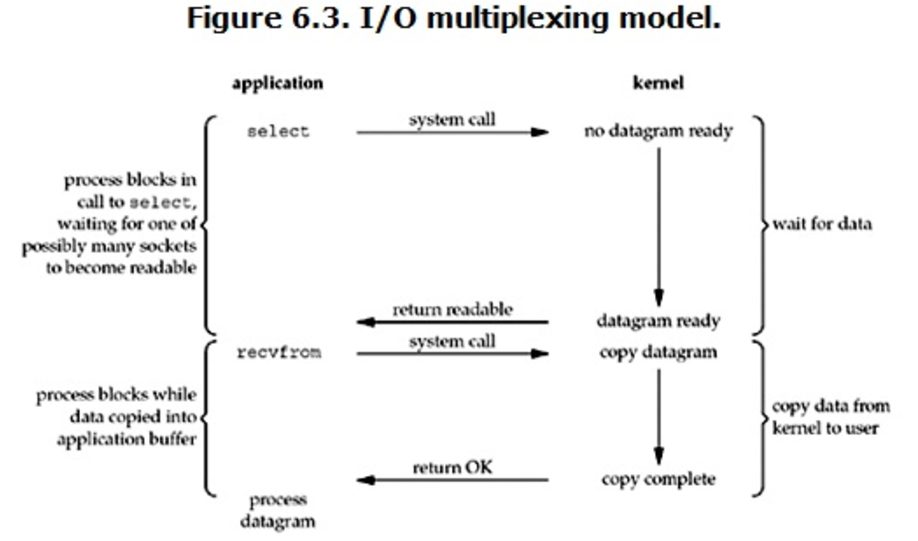 Figure 6.3. I/O multiplexing model.
application
kernel
select
system call
no datagram ready
process blocks in
call to select,
waiting for one of
possibly many sockets
to become readable
wait for data
return readable
datagram ready
recvfrom
system call
copy datagram
process blocks while
data copied into
application buffer
copy data from
kernel to user
return OK
copy complete
process
datagram